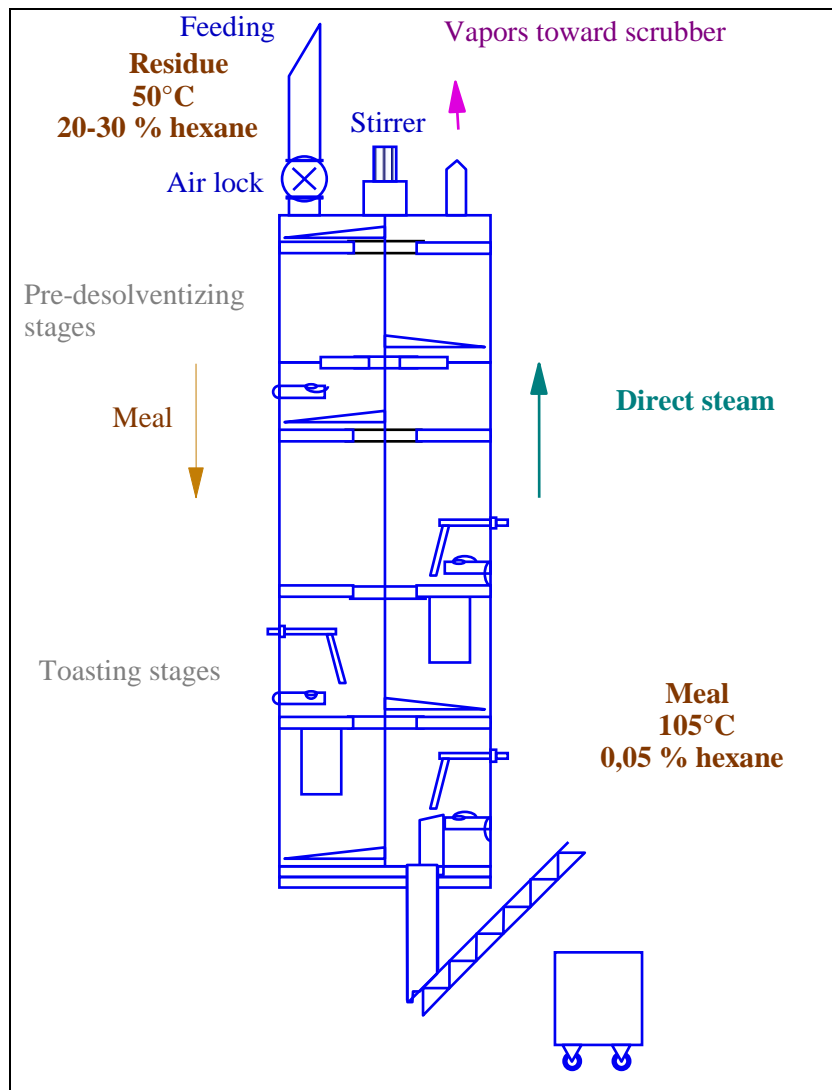 Feeding
Vapors toward scrubber
Residue
50°C
20-30 % hexane
Stirrer
Air lock
Pre-desolventizing
stages
Meal
Direct steam
Toasting stages
Meal
105°C
0,05 % hexane